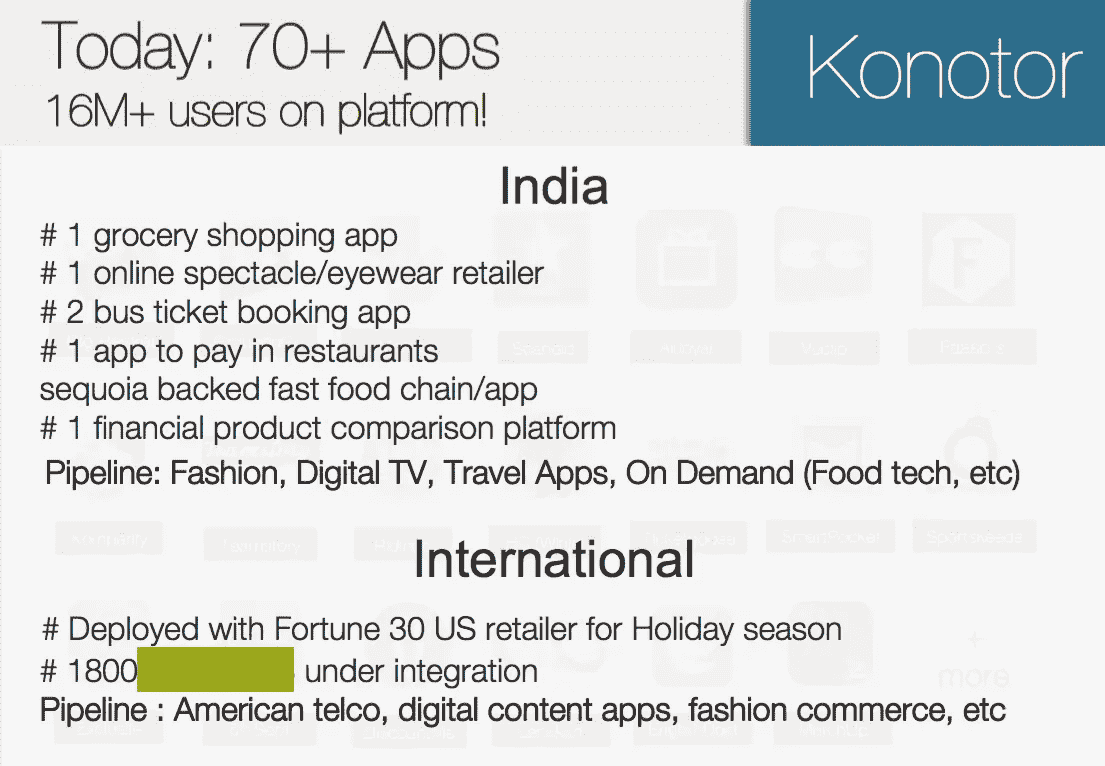 Today: 70+ Apps
16M+ users on platform!
Konotor
India
# 1 grocery shopping app
# 1 online spectacle/eyewear retailer
# 2 bus ticket booking app
# 1 app to pay in restaurants
sequoia backed fast food chain/app
# 1 financial product comparison platform
Pipeline: Fashion, Digital TV, Travel Apps, On Demand (Food tech, etc)
International
# Deployed with Fortune 30 US retailer for Holiday season
# 1800 under integration
+
more
Pipeline : American telco, digital content apps, fashion commerce, etc